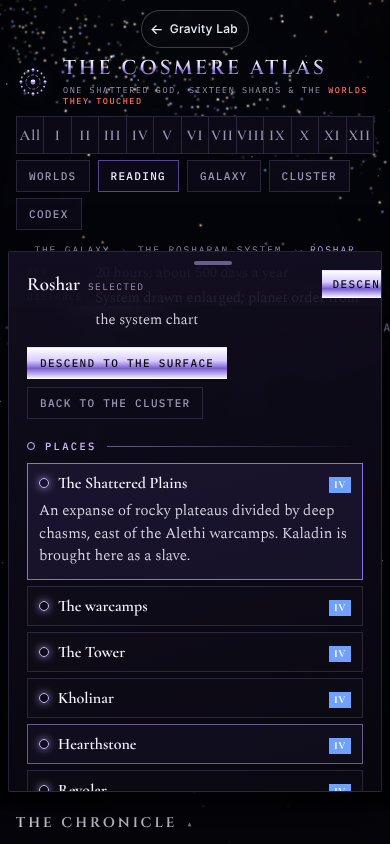 ← Gravity Lab
THE COSMERE ATLAS
ONE SHATTERED GOD, SIXTEEN SHARDS & THE WORLDS
THEY TOUCHED
All I II III IV V VI VII VIII IX X XI XII
WORLDS READING GALAXY CLUSTER
CODEX
THE GALAXY · THE ROSHARAN SYSTEM · ROSHAR
20 hours; about 500 days a year
Roshar SELECTED DESCEN
System drawn enlarged; planet order from
the system chart
DESCEND TO THE SURFACE
BACK TO THE CLUSTER
PLACES
The Shattered Plains IV
An expanse of rocky plateaus divided by deep
chasms, east of the Alethi warcamps. Kaladin is
brought here as a slave.
The warcamps IV
The Tower IV
Kholinar IV
Hearthstone IV
Revolar IV
THE CHRONICLE